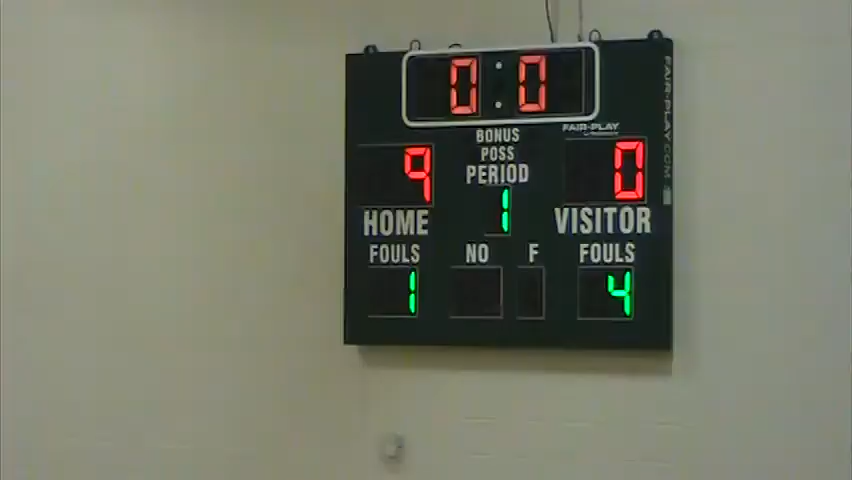 0:0
BONUS
POSS
FAIR-PLAY
FAIR-PLAY.COM
9
PERIOD
0
1
HOME
VISITOR
FOULS
NO
F
FOULS
1
4